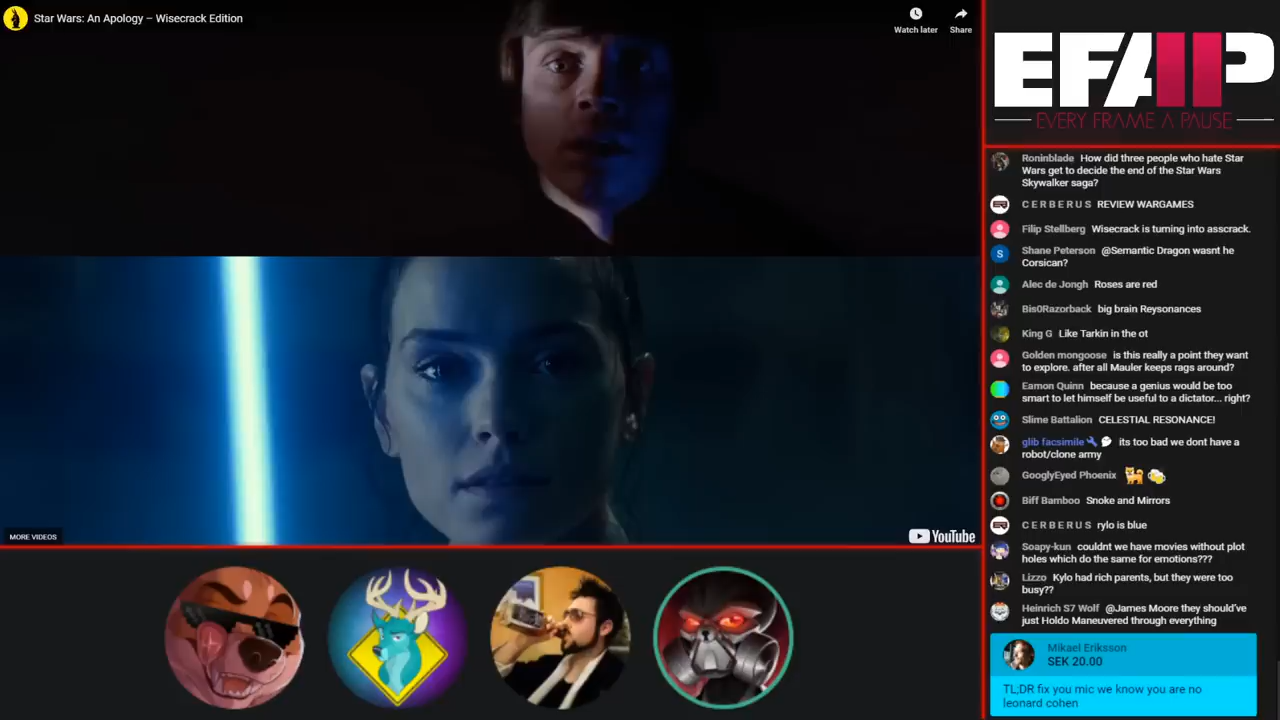 Star Wars: An Apology – Wisecrack Edition
Watch later
Share
MORE VIDEOS
YouTube
EFAP
EVERY FRAME A PAUSE
Roninblade How did three people who hate Star
Wars get to decide the end of the Star Wars
Skywalker saga?
C E R B E R U S REVIEW WARGAMES
Filip Stellberg Wisecrack is turning into asscrack.
Shane Peterson @Semantic Dragon wasnt he
Corsican?
Alec de Jongh Roses are red
Bis0Razorback big brain Reysonances
King G Like Tarkin in the ot
Golden mongoose is this really a point they want
to explore. after all Mauler keeps rags around?
Eamon Quinn because a genius would be too
smart to let himself be useful to a dictator... right?
Slime Battalion CELESTIAL RESONANCE!
glib facsimile its too bad we dont have a
robot/clone army
GooglyEyed Phoenix
Biff Bamboo Snoke and Mirrors
C E R B E R U S rylo is blue
Soapy-kun couldnt we have movies without plot
holes which do the same for emotions???
Lizzo Kylo had rich parents, but they were too
busy??
Heinrich S7 Wolf @James Moore they should've
just Holdo Maneuvered through everything
Mikael Eriksson
SEK 20.00
TL;DR fix you mic we know you are no
leonard cohen